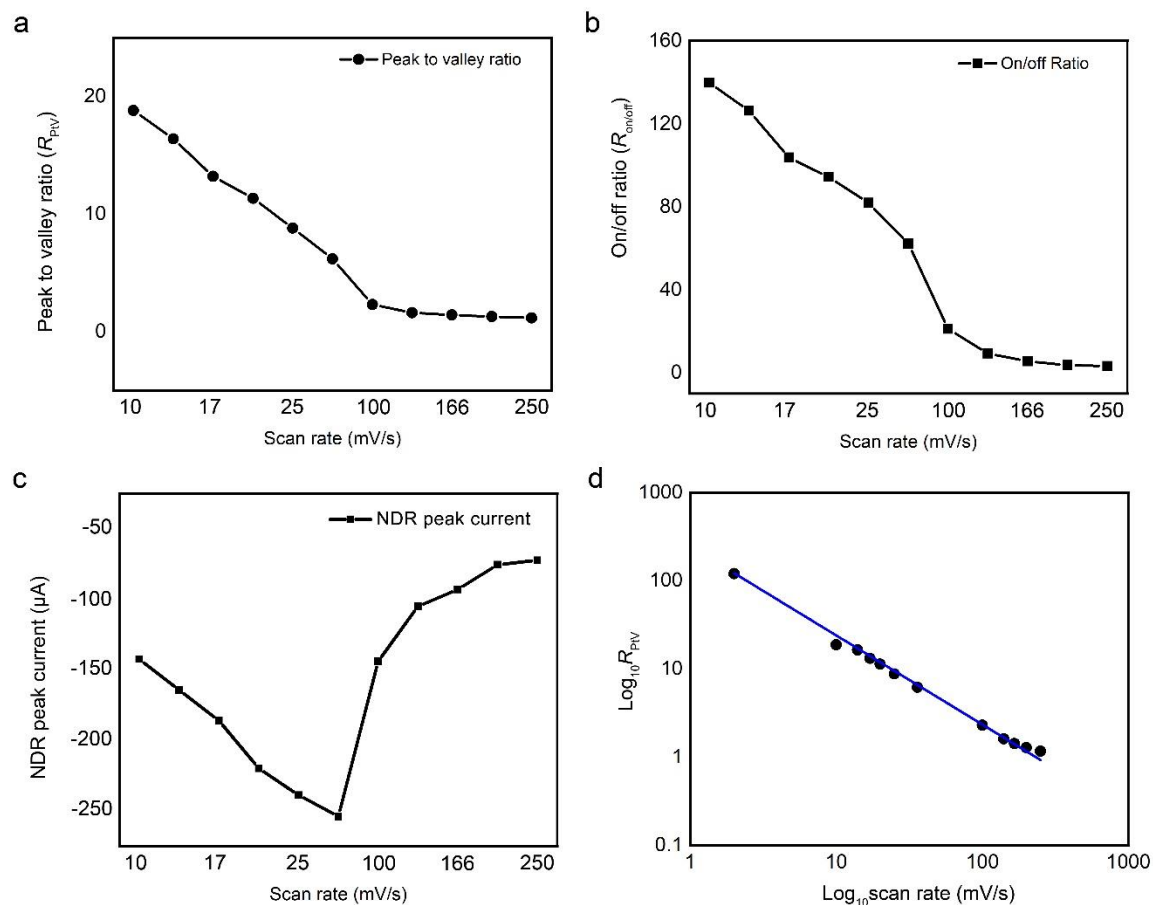 a
Peak to valley ratio
Peak to valley ratio (R_PtV)
20
10
0
10 17 25 100 166 250
Scan rate (mV/s)
b
On/off Ratio
On/off ratio (R_on/off)
160
120
80
40
0
10 17 25 100 166 250
Scan rate (mV/s)
c
NDR peak current
NDR peak current (µA)
-50
-100
-150
-200
-250
10 17 25 100 166 250
Scan rate (mV/s)
d
Log₁₀R_PtV
1000
100
10
1
0.1
1 10 100 1000
Log₁₀scan rate (mV/s)